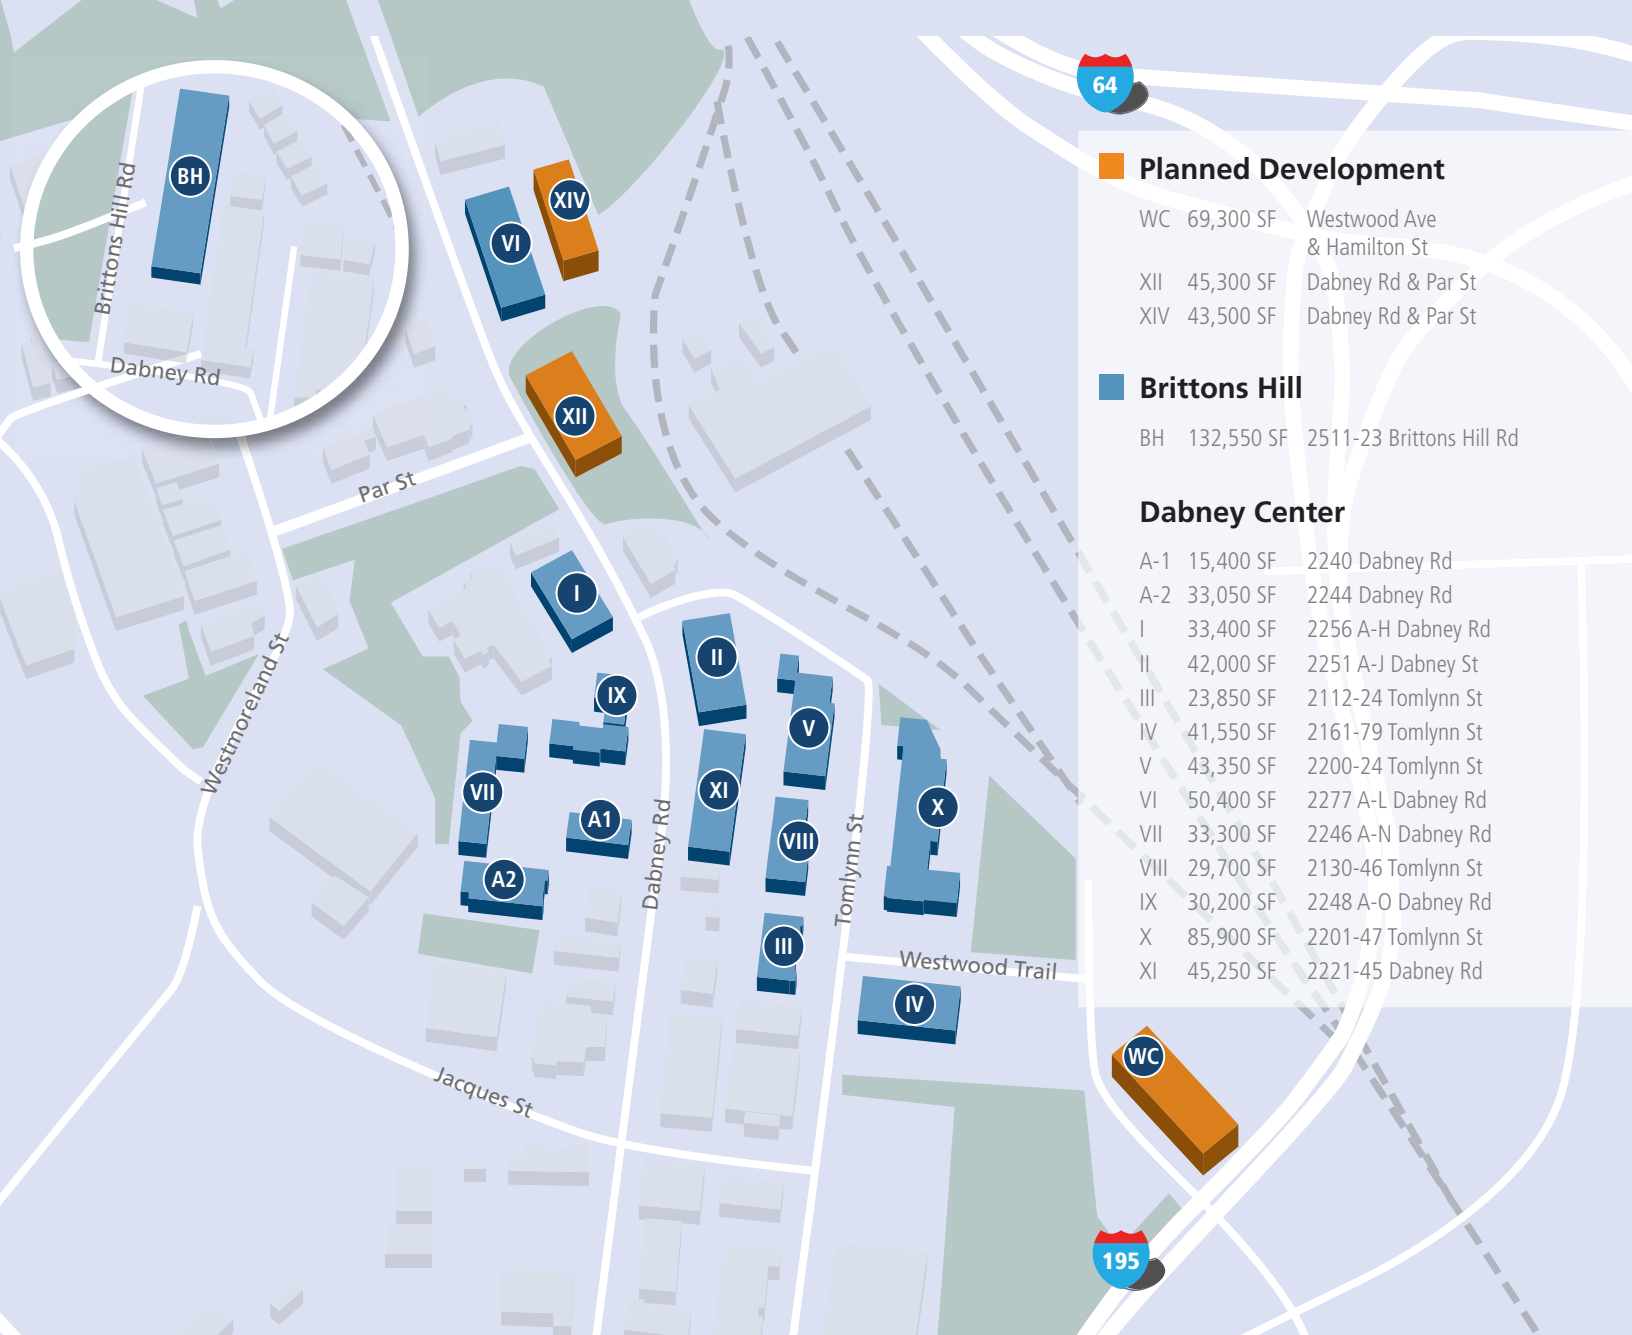 64
Planned Development
WC 69,300 SF Westwood Ave
& Hamilton St
XII 45,300 SF Dabney Rd & Par St
XIV 43,500 SF Dabney Rd & Par St
Brittons Hill
BH 132,550 SF 2511-23 Brittons Hill Rd
Dabney Center
A-1 15,400 SF 2240 Dabney Rd
A-2 33,050 SF 2244 Dabney Rd
I 33,400 SF 2256 A-H Dabney Rd
II 42,000 SF 2251 A-J Dabney St
III 23,850 SF 2112-24 Tomlynn St
IV 41,550 SF 2161-79 Tomlynn St
V 43,350 SF 2200-24 Tomlynn St
VI 50,400 SF 2277 A-L Dabney Rd
VII 33,300 SF 2246 A-N Dabney Rd
VIII 29,700 SF 2130-46 Tomlynn St
IX 30,200 SF 2248 A-O Dabney Rd
X 85,900 SF 2201-47 Tomlynn St
XI 45,250 SF 2221-45 Dabney Rd
BH
Brittons Hill Rd
Dabney Rd
XIV
VI
XII
Par St
I
Westmoreland St
II
IX
V
VII
XI
X
A1
VIII
A2
Dabney Rd
Tomlynn St
III
Westwood Trail
IV
WC
Jacques St
195